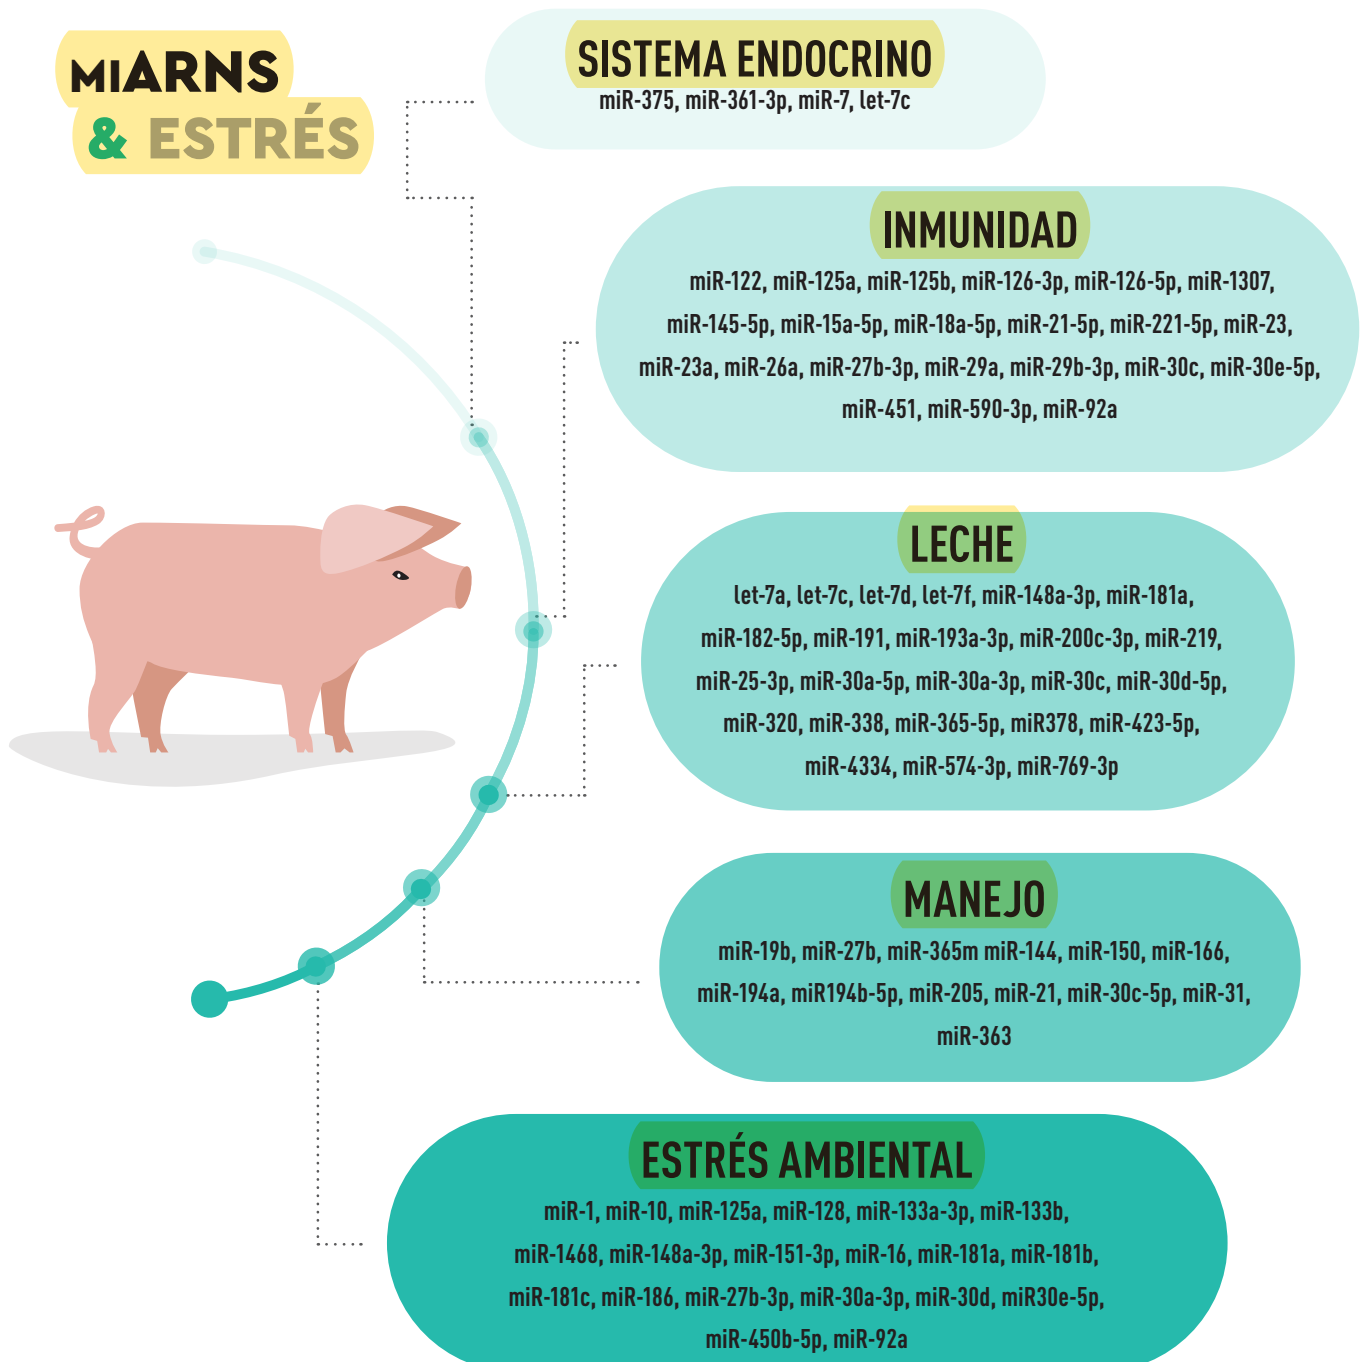 MIARNS
& ESTRÉS
SISTEMA ENDOCRINO
miR-375, miR-361-3p, miR-7, let-7c
INMUNIDAD
miR-122, miR-125a, miR-125b, miR-126-3p, miR-126-5p, miR-1307,
miR-145-5p, miR-15a-5p, miR-18a-5p, miR-21-5p, miR-221-5p, miR-23,
miR-23a, miR-26a, miR-27b-3p, miR-29a, miR-29b-3p, miR-30c, miR-30e-5p,
miR-451, miR-590-3p, miR-92a
LECHE
let-7a, let-7c, let-7d, let-7f, miR-148a-3p, miR-181a,
miR-182-5p, miR-191, miR-193a-3p, miR-200c-3p, miR-219,
miR-25-3p, miR-30a-5p, miR-30a-3p, miR-30c, miR-30d-5p,
miR-320, miR-338, miR-365-5p, miR378, miR-423-5p,
miR-4334, miR-574-3p, miR-769-3p
MANEJO
miR-19b, miR-27b, miR-365m miR-144, miR-150, miR-166,
miR-194a, miR194b-5p, miR-205, miR-21, miR-30c-5p, miR-31,
miR-363
ESTRÉS AMBIENTAL
miR-1, miR-10, miR-125a, miR-128, miR-133a-3p, miR-133b,
miR-1468, miR-148a-3p, miR-151-3p, miR-16, miR-181a, miR-181b,
miR-181c, miR-186, miR-27b-3p, miR-30a-3p, miR-30d, miR30e-5p,
miR-450b-5p, miR-92a